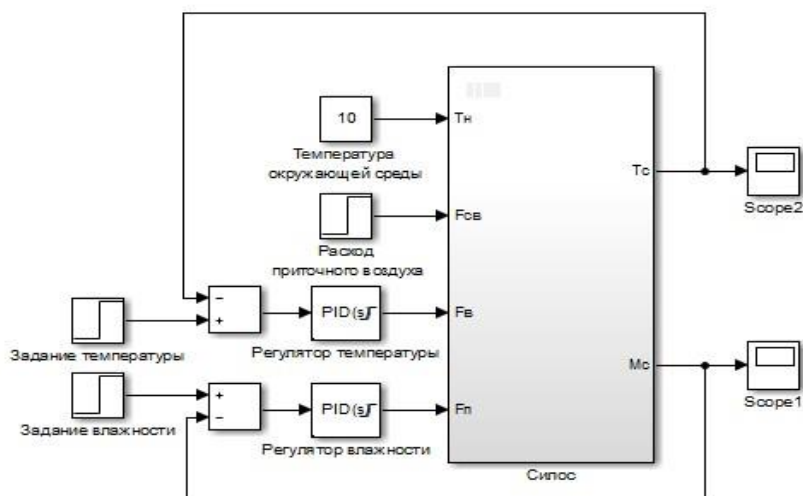 10
Tн
Температура
окружающей среды
Tc
Scope2
Fсв
Расход
приточного воздуха
−
+
PID(s)
Fв
Задание температуры
Регулятор температуры
Mc
Scope1
+
−
PID(s)
Fп
Задание влажности
Регулятор влажности
Силос